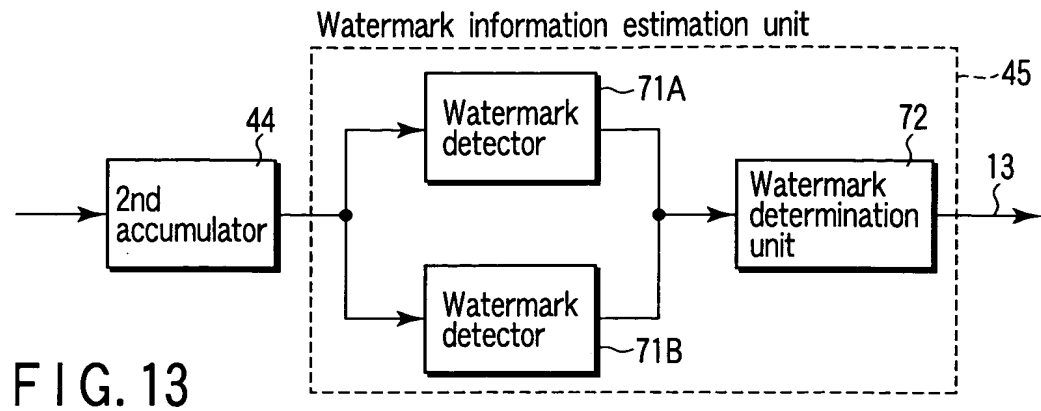 Watermark information estimation unit
45
71A
Watermark
detector
44
2nd
accumulator
72
Watermark
determination
unit
13
Watermark
detector
71B
FIG. 13